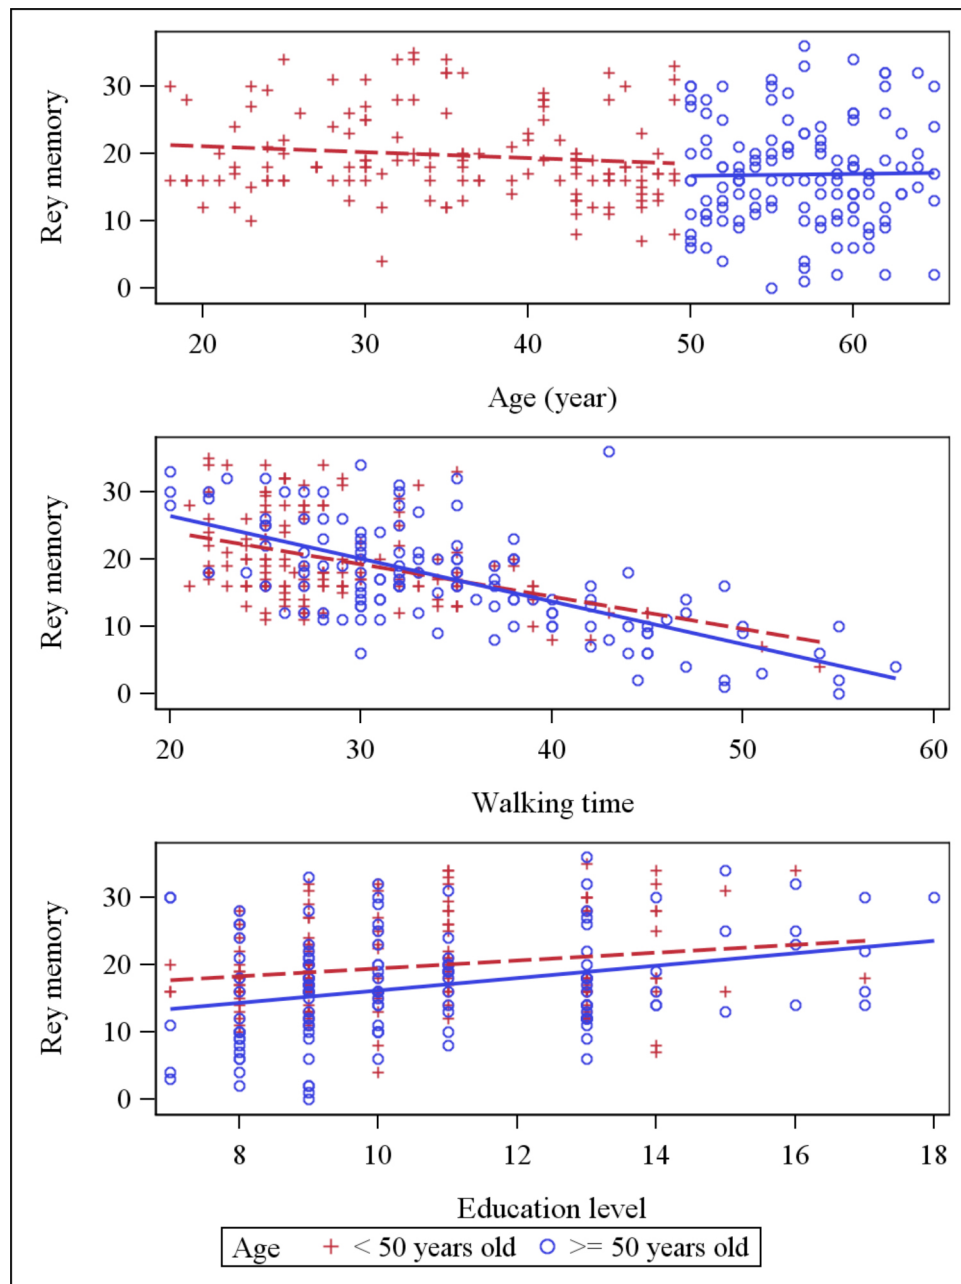 Rey memory
30
20
10
0
20 30 40 50 60
Age (year)
Rey memory
30
20
10
0
20 30 40 50 60
Walking time
Rey memory
30
20
10
0
8 10 12 14 16 18
Education level
Age + < 50 years old o >= 50 years old